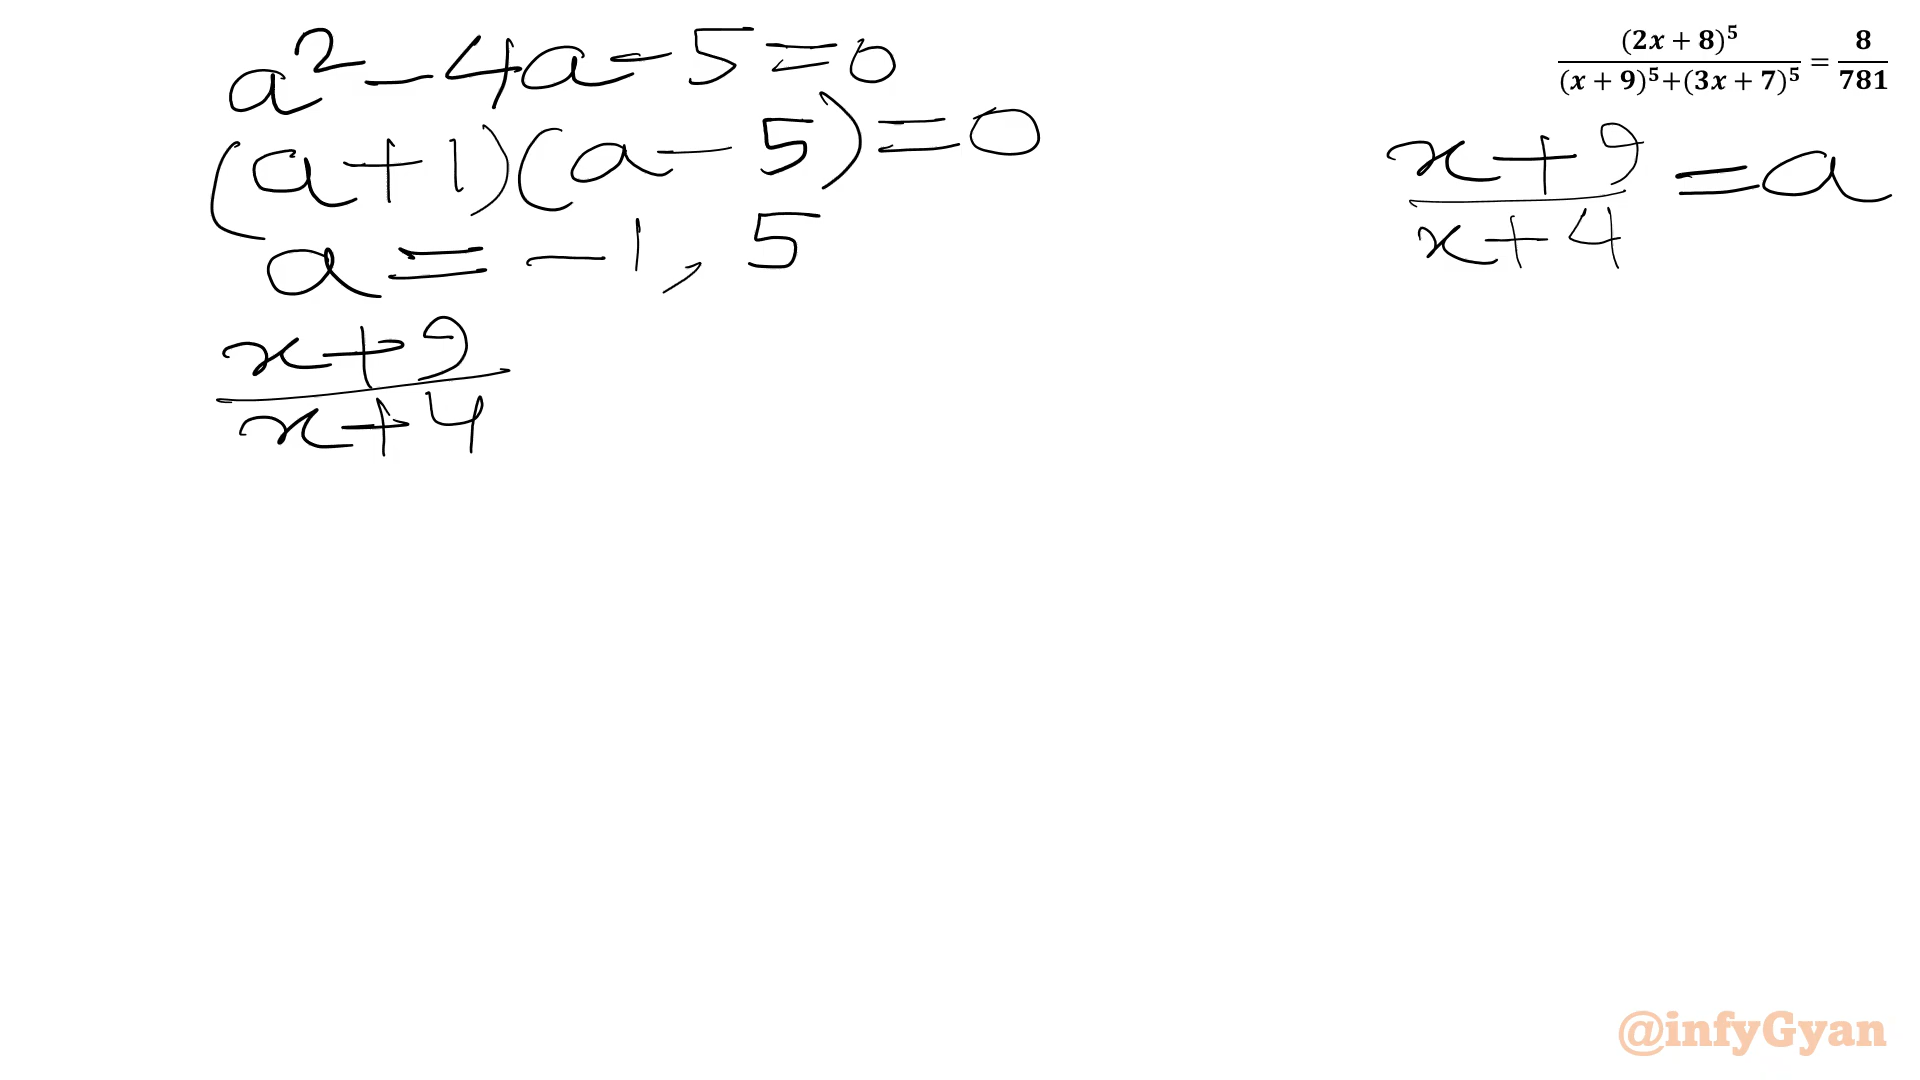 a² - 4a - 5 = 0
(a + 1)(a - 5) = 0
a = -1, 5
x + 9
x + 4
(2x + 8)⁵ / (x + 9)⁵+(3x + 7)⁵ = 8 / 781
x + 9 / x + 4 = a
@infyGyan